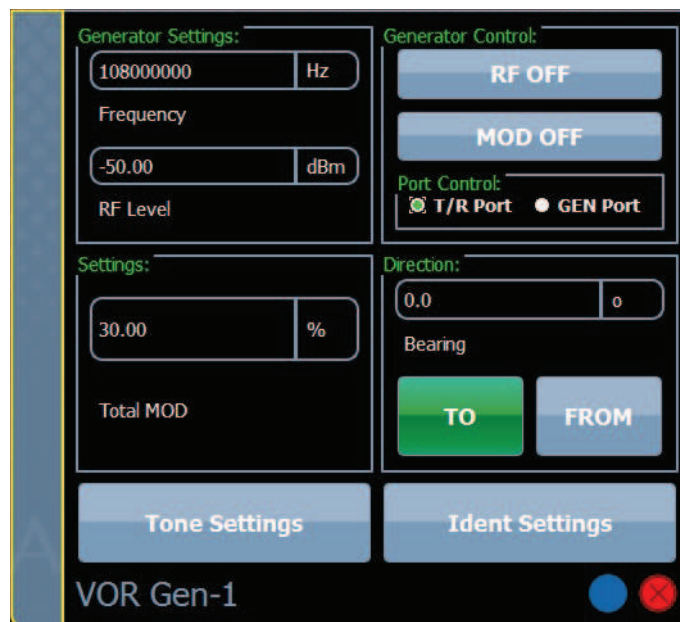 Generator Settings:
108000000 Hz
Frequency
-50.00 dBm
RF Level
Generator Control:
RF OFF
MOD OFF
Port Control:
T/R Port GEN Port
Settings:
30.00 %
Total MOD
Direction:
0.0 o
Bearing
TO FROM
Tone Settings Ident Settings
A
VOR Gen-1